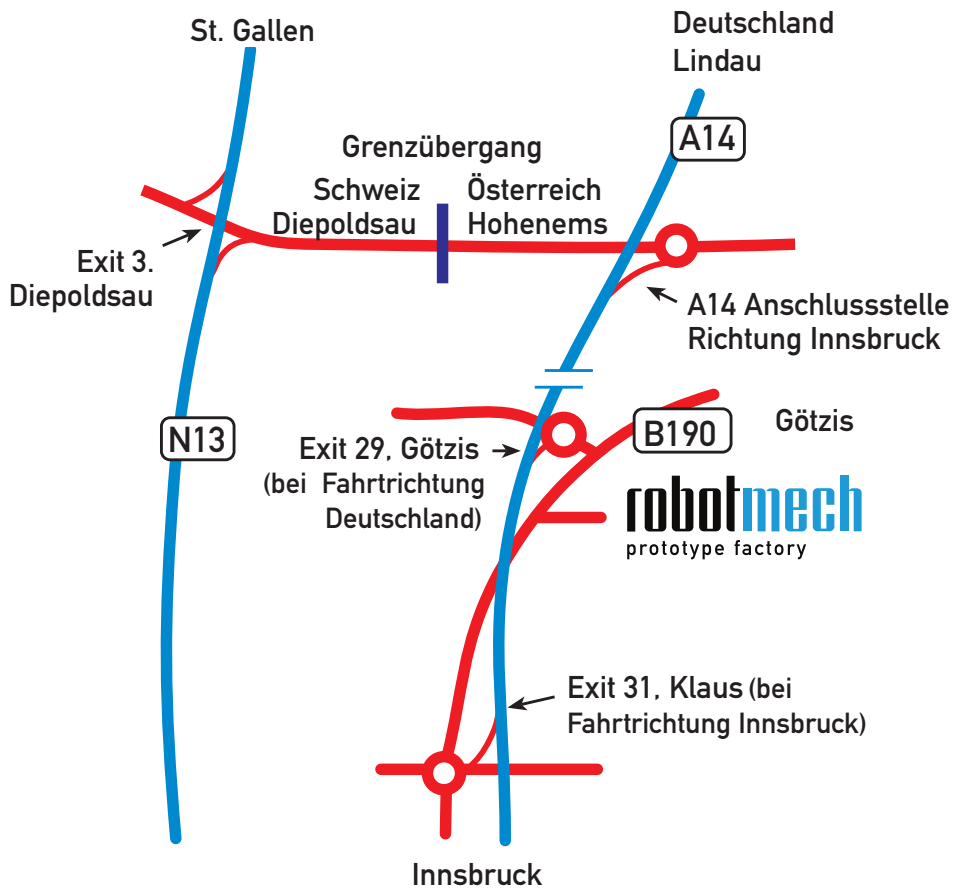 St. Gallen
Deutschland
Lindau
A14
Grenzübergang
Schweiz
Diepoldsau
Österreich
Hohenems
Exit 3.
Diepoldsau
A14 Anschlussstelle
Richtung Innsbruck
N13
B190
Götzis
Exit 29, Götzis
(bei Fahrtrichtung
Deutschland)
robotmech
prototype factory
Exit 31, Klaus (bei
Fahrtrichtung Innsbruck)
Innsbruck